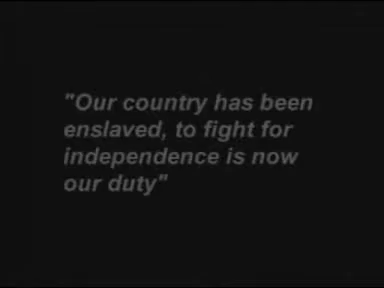 "Our country has been
enslaved, to fight for
independence is now
our duty"